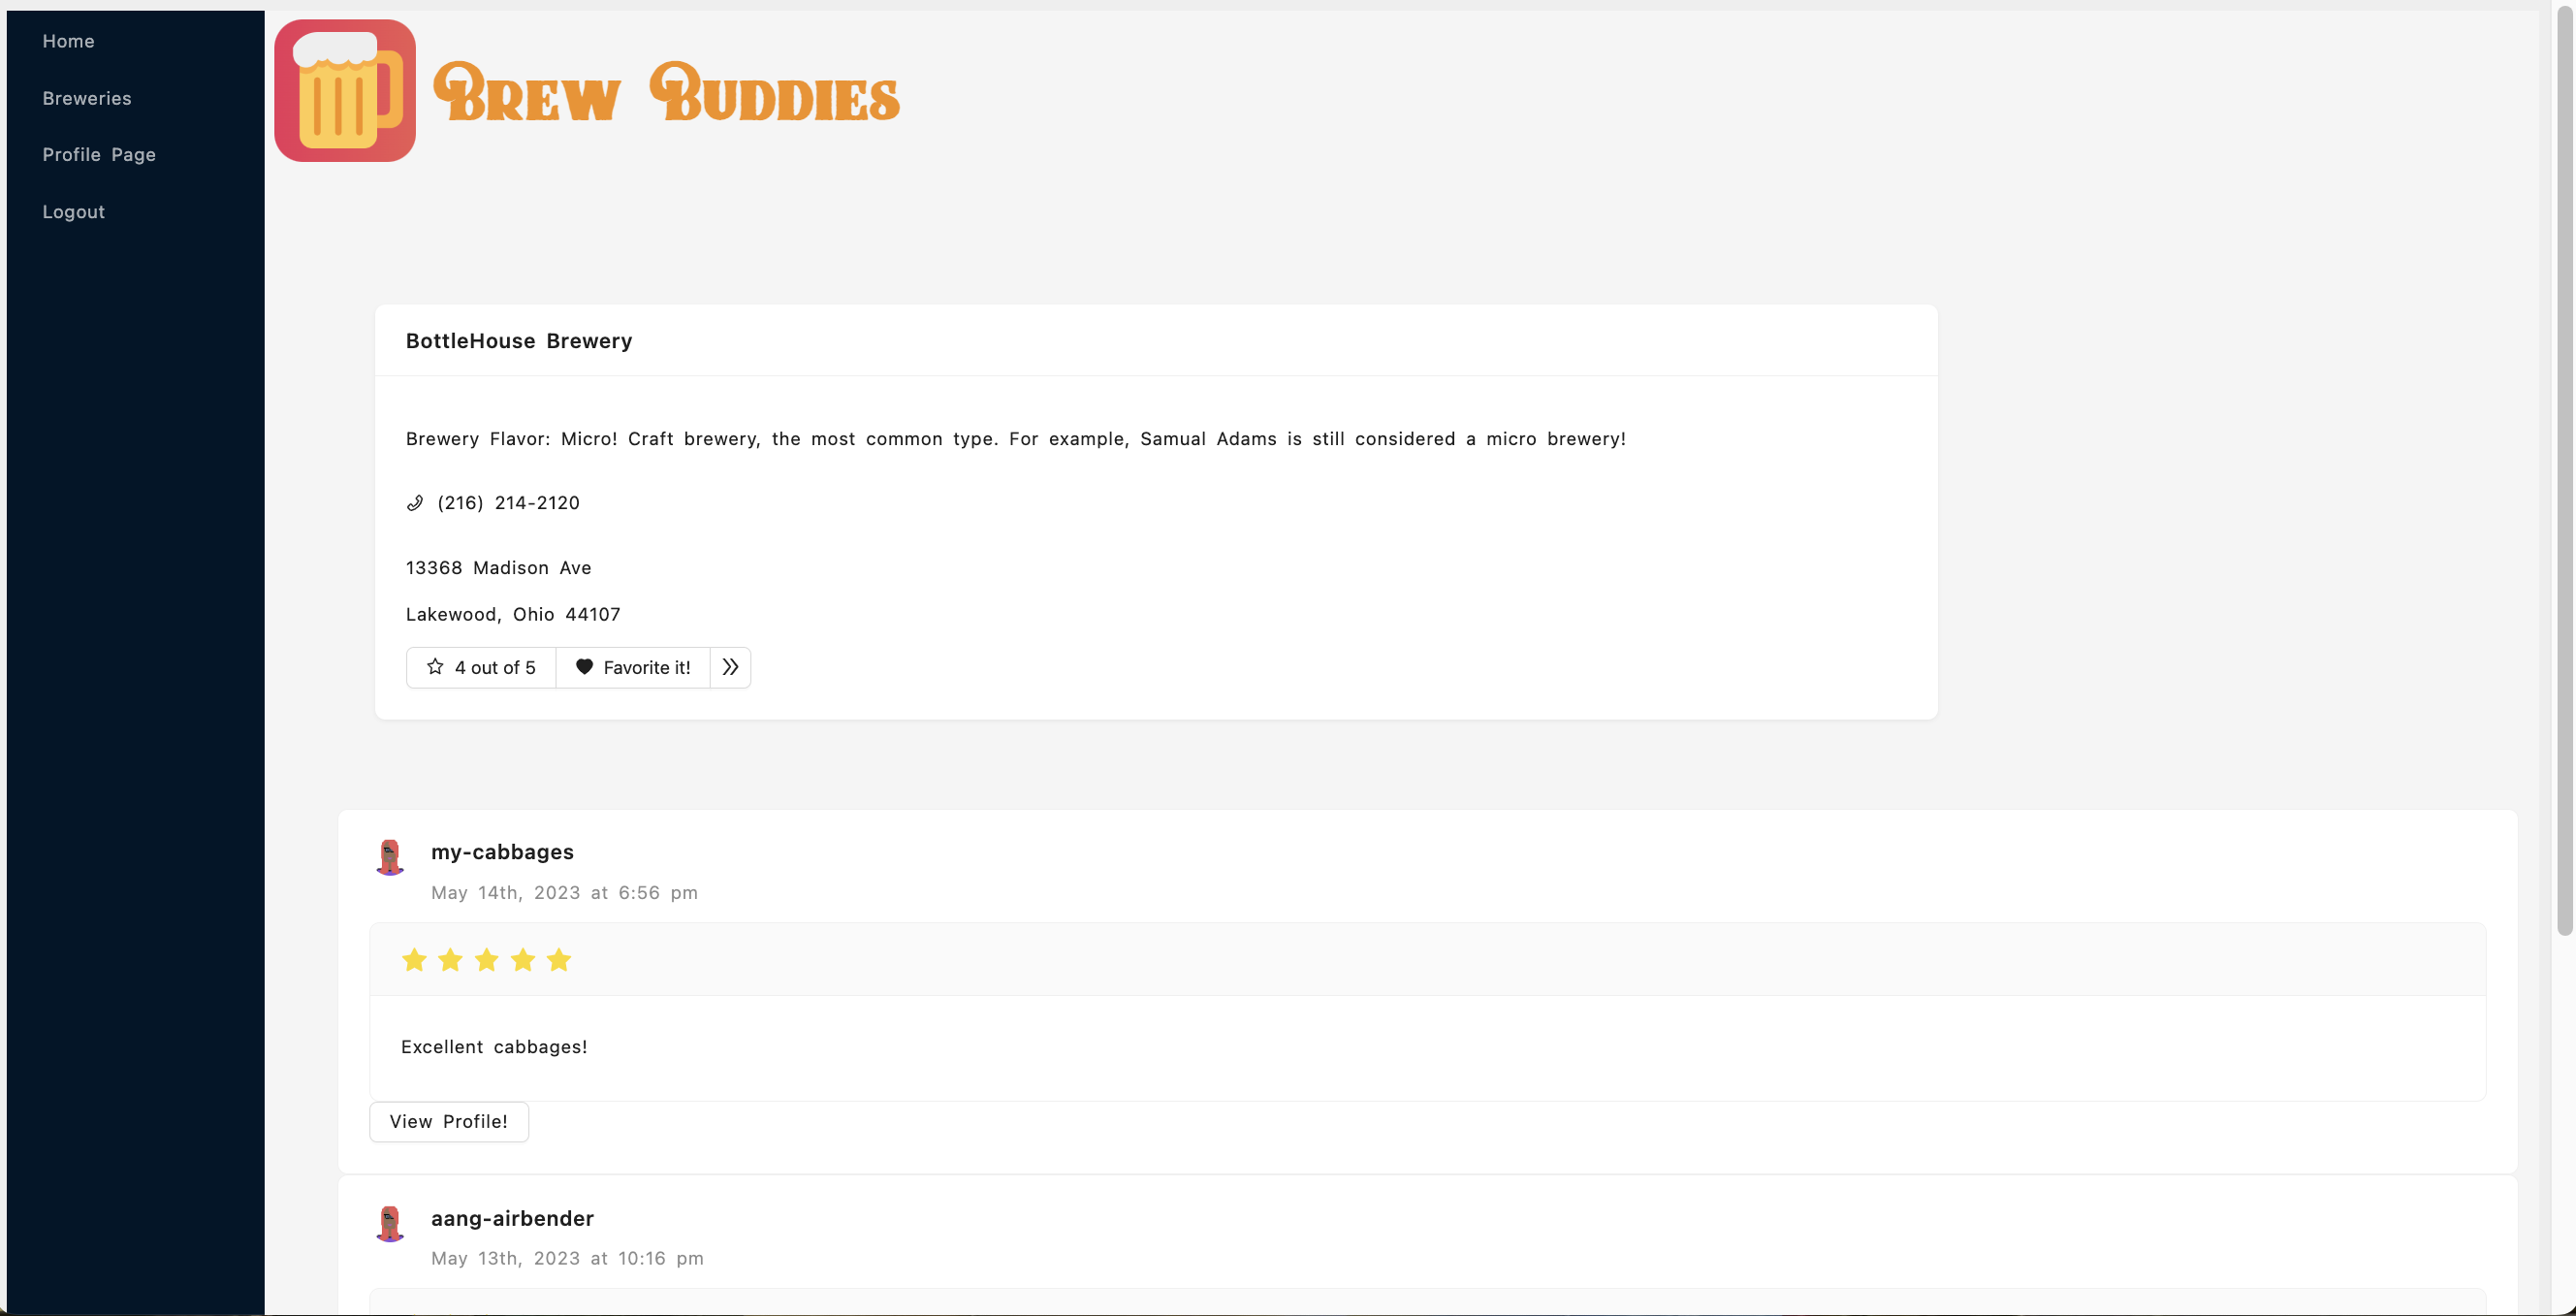 Home
Breweries
Profile Page
Logout
Brew Buddies
BottleHouse Brewery
Brewery Flavor: Micro! Craft brewery, the most common type. For example, Samual Adams is still considered a micro brewery!
(216) 214-2120
13368 Madison Ave
Lakewood, Ohio 44107
4 out of 5 Favorite it!
my-cabbages
May 14th, 2023 at 6:56 pm
Excellent cabbages!
View Profile!
aang-airbender
May 13th, 2023 at 10:16 pm